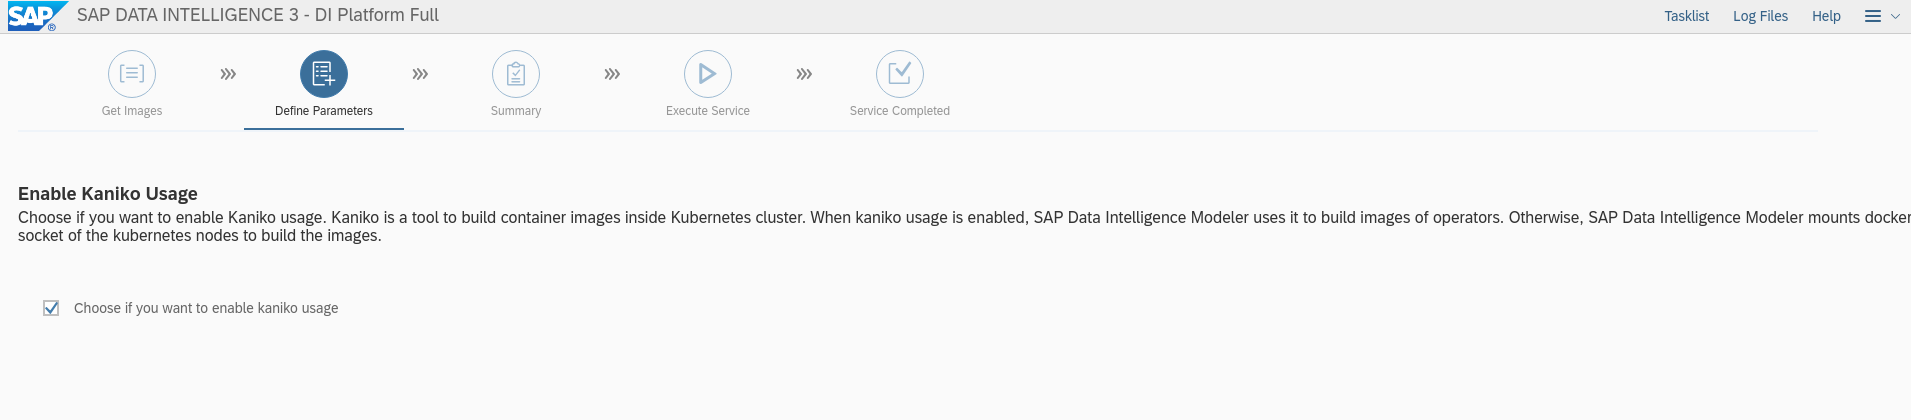 SAP ® SAP DATA INTELLIGENCE 3 - DI Platform Full Tasklist Log Files Help
Get Images Define Parameters Summary Execute Service Service Completed
Enable Kaniko Usage
Choose if you want to enable Kaniko usage. Kaniko is a tool to build container images inside Kubernetes cluster. When kaniko usage is enabled, SAP Data Intelligence Modeler uses it to build images of operators. Otherwise, SAP Data Intelligence Modeler mounts docker
socket of the kubernetes nodes to build the images.
Choose if you want to enable kaniko usage